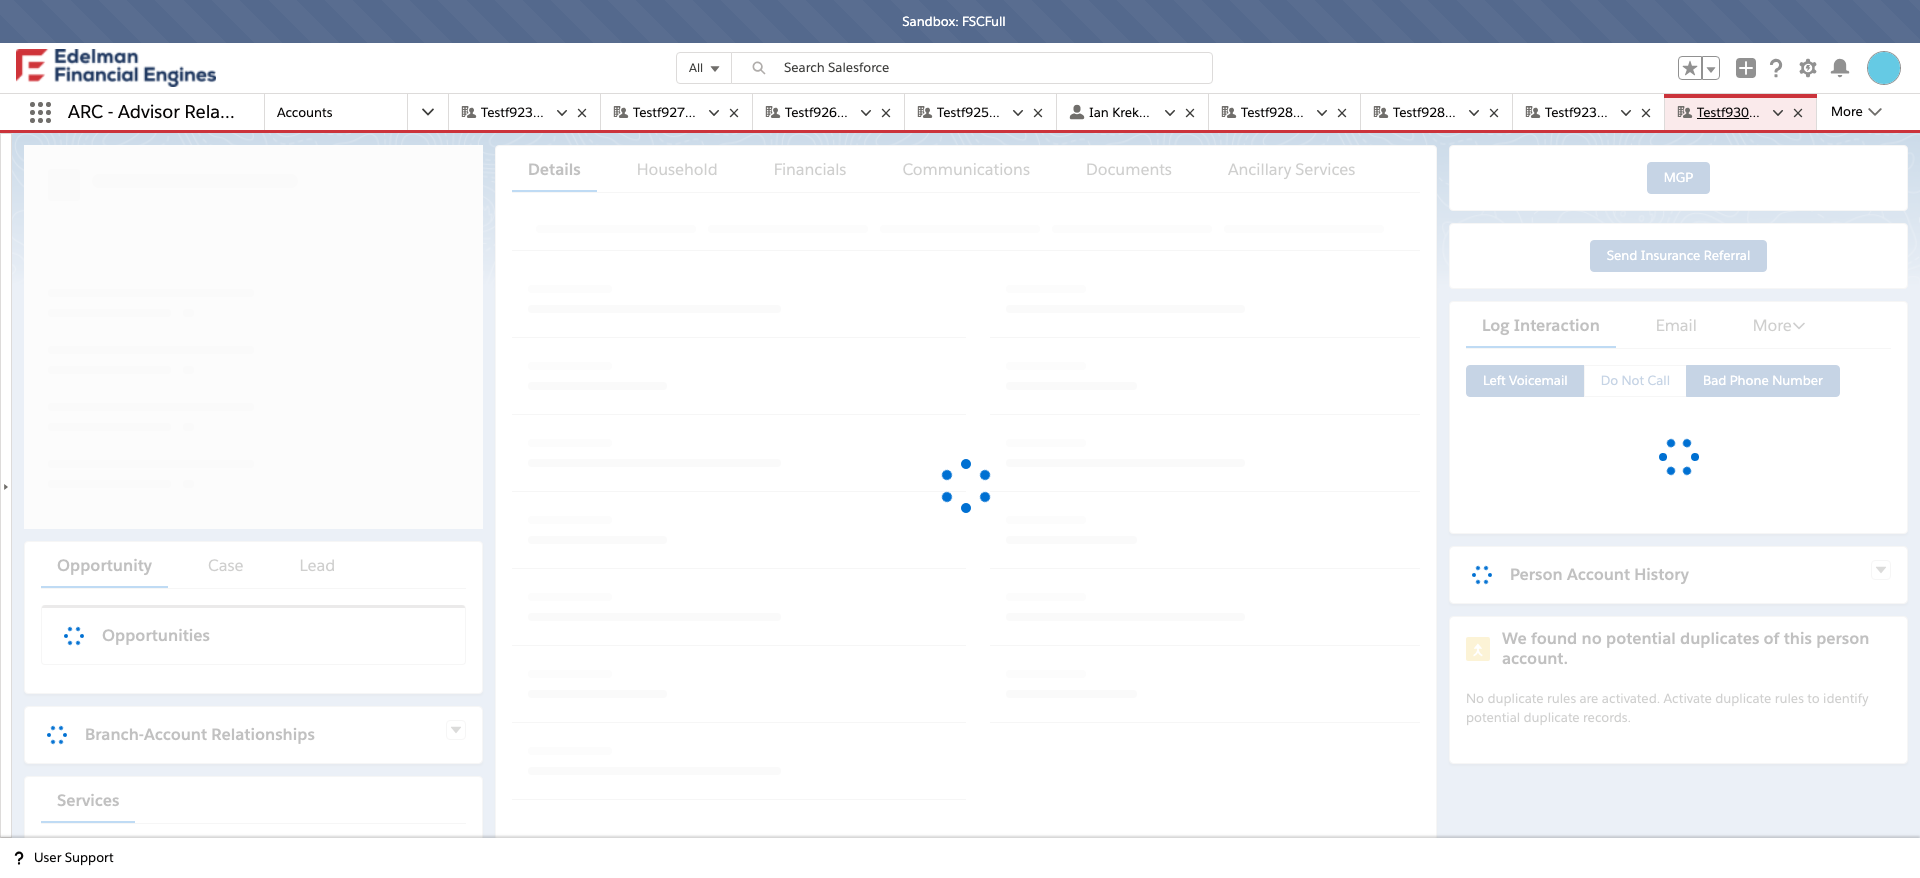 Sandbox: FSCFull
Edelman
Financial Engines
All
Search Salesforce
ARC - Advisor Rela...
Accounts
Testf923...
Testf927...
Testf926...
Testf925...
Ian Krek...
Testf928...
Testf928...
Testf923...
Testf930...
More
Details
Household
Financials
Communications
Documents
Ancillary Services
MGP
Send Insurance Referral
Log Interaction
Email
More
Left Voicemail
Do Not Call
Bad Phone Number
Opportunity
Case
Lead
Opportunities
Branch-Account Relationships
Services
Person Account History
We found no potential duplicates of this person
account.
No duplicate rules are activated. Activate duplicate rules to identify
potential duplicate records.
? User Support